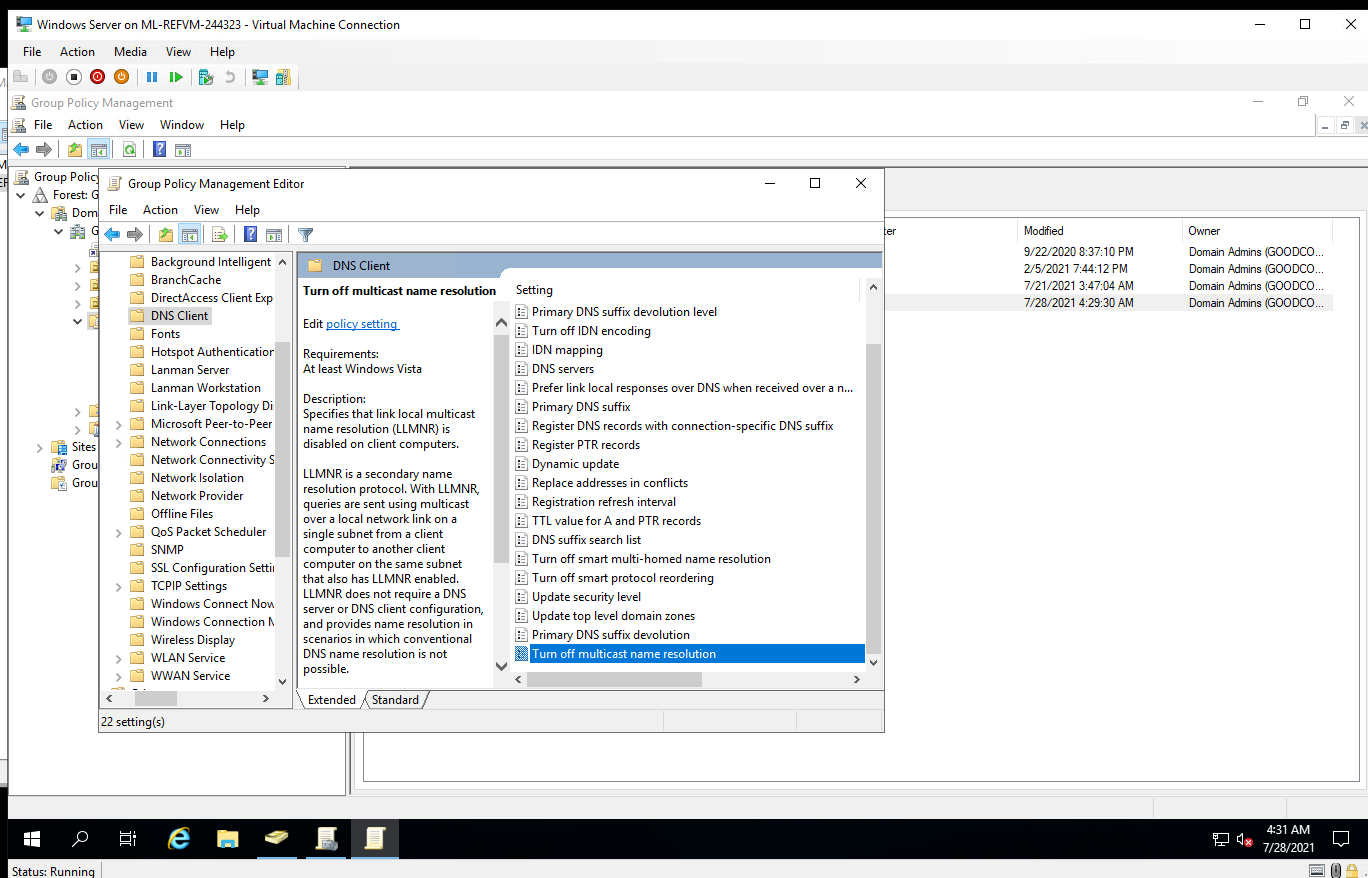 Windows Server on ML-REFVM-244323 - Virtual Machine Connection
File Action Media View Help
Group Policy Management
File Action View Window Help
Group Policy
Forest: G
Dom
G
Sites
Grou
Grou
Group Policy Management Editor
File Action View Help
Background Intelligent
BranchCache
DirectAccess Client Exp
DNS Client
Fonts
Hotspot Authentication
Lanman Server
Lanman Workstation
Link-Layer Topology Di
Microsoft Peer-to-Peer
Network Connections
Network Connectivity S
Network Isolation
Network Provider
Offline Files
QoS Packet Scheduler
SNMP
SSL Configuration Setti
TCPIP Settings
Windows Connect Now
Windows Connection M
Wireless Display
WLAN Service
WWAN Service
DNS Client
Turn off multicast name resolution
Edit policy setting
Requirements:
At least Windows Vista
Description:
Specifies that link local multicast
name resolution (LLMNR) is
disabled on client computers.
LLMNR is a secondary name
resolution protocol. With LLMNR,
queries are sent using multicast
over a local network link on a
single subnet from a client
computer to another client
computer on the same subnet
that also has LLMNR enabled.
LLMNR does not require a DNS
server or DNS client configuration,
and provides name resolution in
scenarios in which conventional
DNS name resolution is not
possible.
Setting
Primary DNS suffix devolution level
Turn off IDN encoding
IDN mapping
DNS servers
Prefer link local responses over DNS when received over a n...
Primary DNS suffix
Register DNS records with connection-specific DNS suffix
Register PTR records
Dynamic update
Replace addresses in conflicts
Registration refresh interval
TTL value for A and PTR records
DNS suffix search list
Turn off smart multi-homed name resolution
Turn off smart protocol reordering
Update security level
Update top level domain zones
Primary DNS suffix devolution
Turn off multicast name resolution
Extended Standard
22 setting(s)
ter Modified Owner
9/22/2020 8:37:10 PM Domain Admins (GOODCO...
2/5/2021 7:44:12 PM Domain Admins (GOODCO...
7/21/2021 3:47:04 AM Domain Admins (GOODCO...
7/28/2021 4:29:30 AM Domain Admins (GOODCO...
4:31 AM
7/28/2021
Status: Running